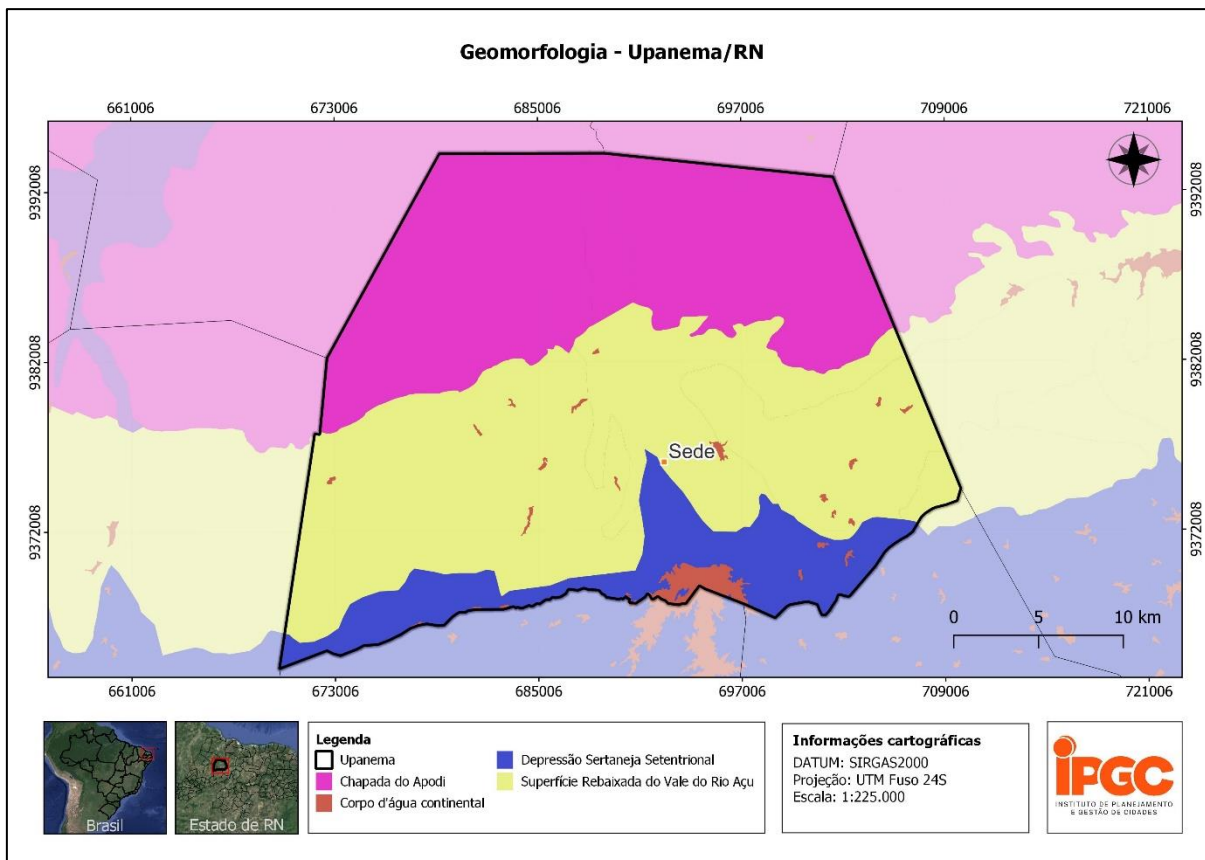 Geomorfologia - Upanema/RN
661006 673006 685006 697006 709006 721006
9392008 9392008
9382008 9382008
9372008 9372008
Sede
0 5 10 km
661006 673006 685006 697006 709006 721006
Brasil
Estado de RN
Legenda
Upanema
Chapada do Apodi
Corpo d'água continental
Depressão Sertaneja Setentrional
Superfície Rebaixada do Vale do Rio Açu
Informações cartográficas
DATUM: SIRGAS2000
Projeção: UTM Fuso 24S
Escala: 1:225.000
iPGC
INSTITUTO DE PLANEJAMENTO
E GESTÃO DE CIDADES